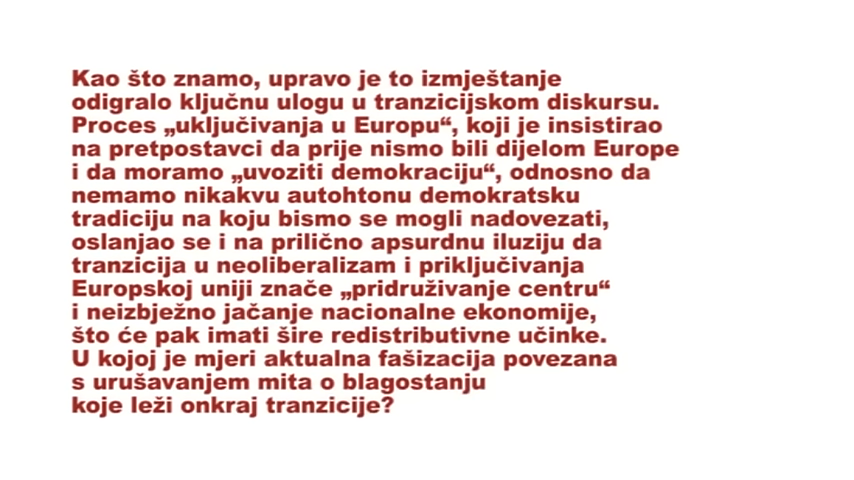 Kao što znamo, upravo je to izmještanje
odigralo ključnu ulogu u tranzicijskom diskursu.
Proces „uključivanja u Europu“, koji je insistirao
na pretpostavci da prije nismo bili dijelom Europe
i da moramo „uvoziti demokraciju“, odnosno da
nemamo nikakvu autohtonu demokratsku
tradiciju na koju bismo se mogli nadovezati,
oslanjao se i na prilično apsurdnu iluziju da
tranzicija u neoliberalizam i priključivanja
Europskoj uniji znače „pridruživanje centru“
i neizbježno jačanje nacionalne ekonomije,
što će pak imati šire redistributivne učinke.
U kojoj je mjeri aktualna fašizacija povezana
s urušavanjem mita o blagostanju
koje leži onkraj tranzicije?